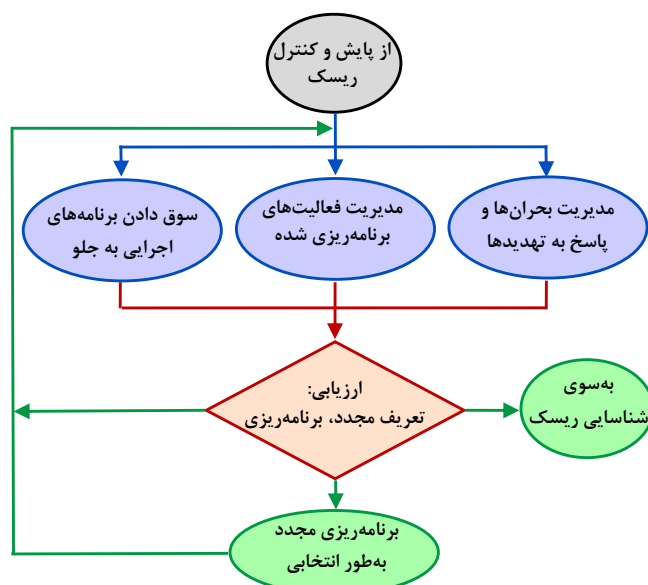 از پایش و کنترل
ریسک
مدیریت بحران‌ها و
پاسخ به تهدیدها
مدیریت فعالیت‌های
برنامه‌ریزی شده
سوق دادن برنامه‌های
اجرایی به جلو
ارزیابی:
تعریف مجدد، برنامه‌ریزی
به‌سوی
شناسایی ریسک
برنامه‌ریزی مجدد
به‌طور انتخابی